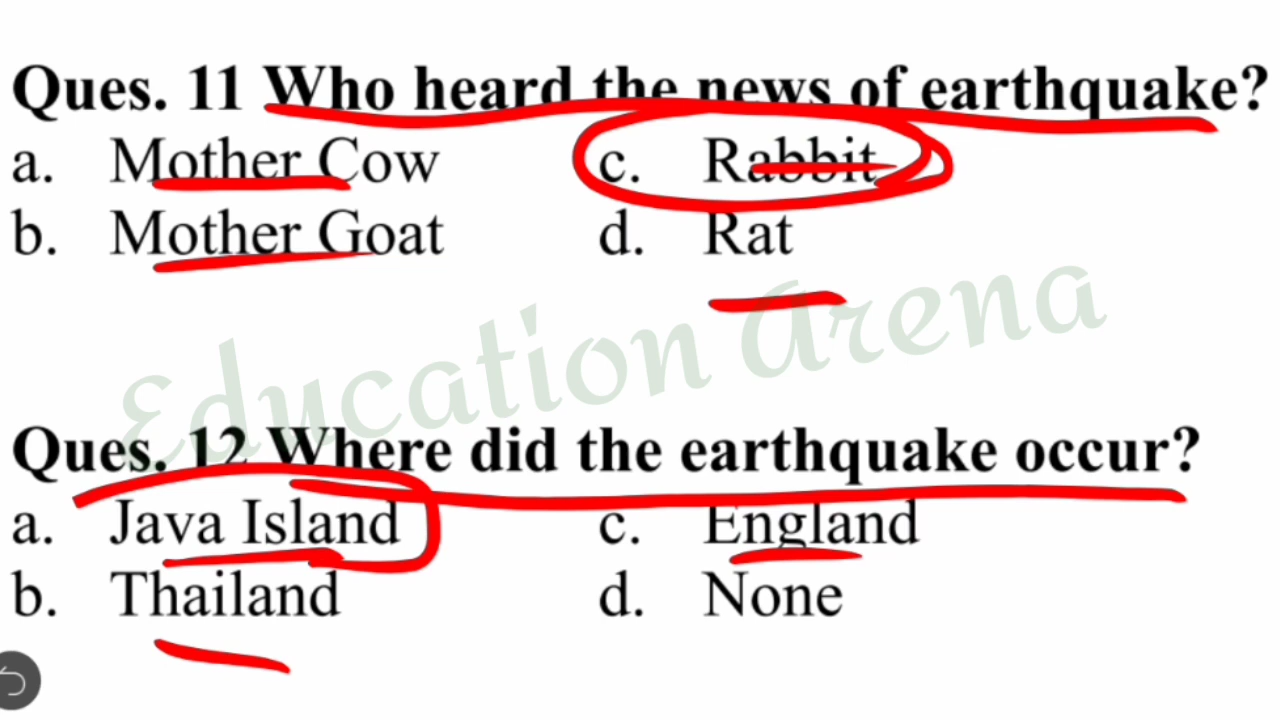 Ques. 11 Who heard the news of earthquake?
a. Mother Cow c. Rabbit
b. Mother Goat d. Rat
Education Arena
Ques. 12 Where did the earthquake occur?
a. Java Island c. England
b. Thailand d. None